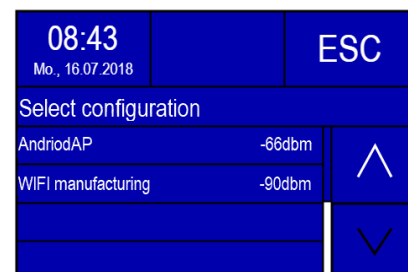 08:43
ESC
Mo., 16.07.2018
Select configuration
AndriodAP -66dbm
WIFI manufacturing -90dbm